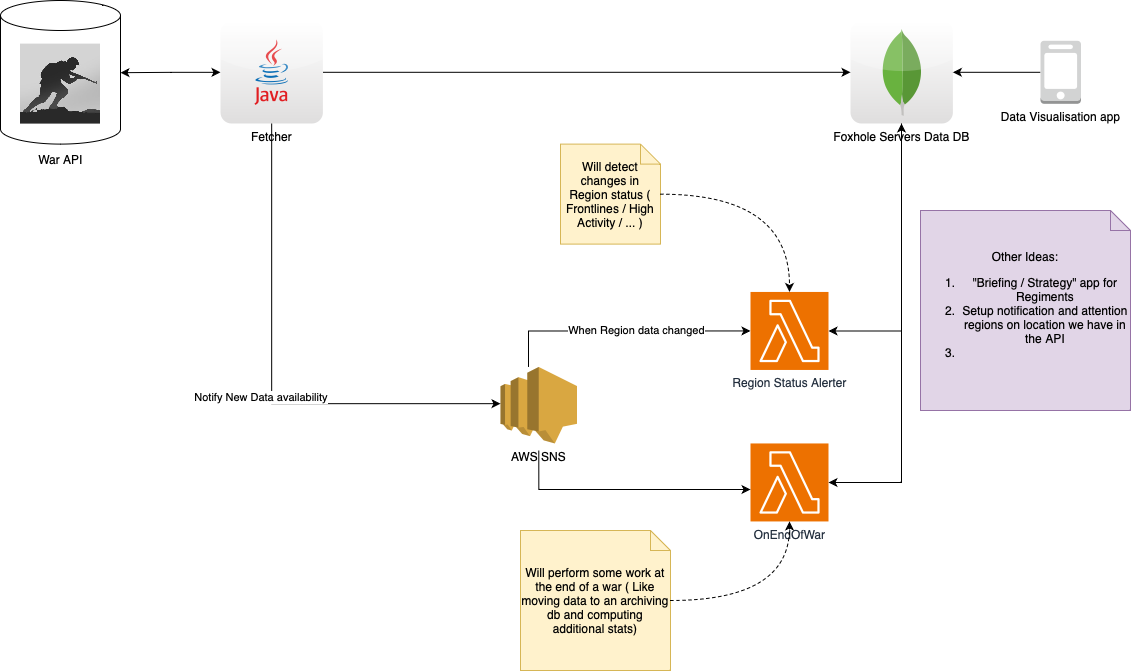 Java
War API
Fetcher
Foxhole Servers Data DB
Data Visualisation app
Will detect
changes in
Region status (
Frontlines / High
Activity / ... )
Other Ideas:
1. "Briefing / Strategy" app for
Regiments
2. Setup notification and attention
regions on location we have in
the API
3.
When Region data changed
Region Status Alerter
Notify New Data availability
AWS SNS
OnEndOfWar
Will perform some work at
the end of a war ( Like
moving data to an archiving
db and computing
additional stats)